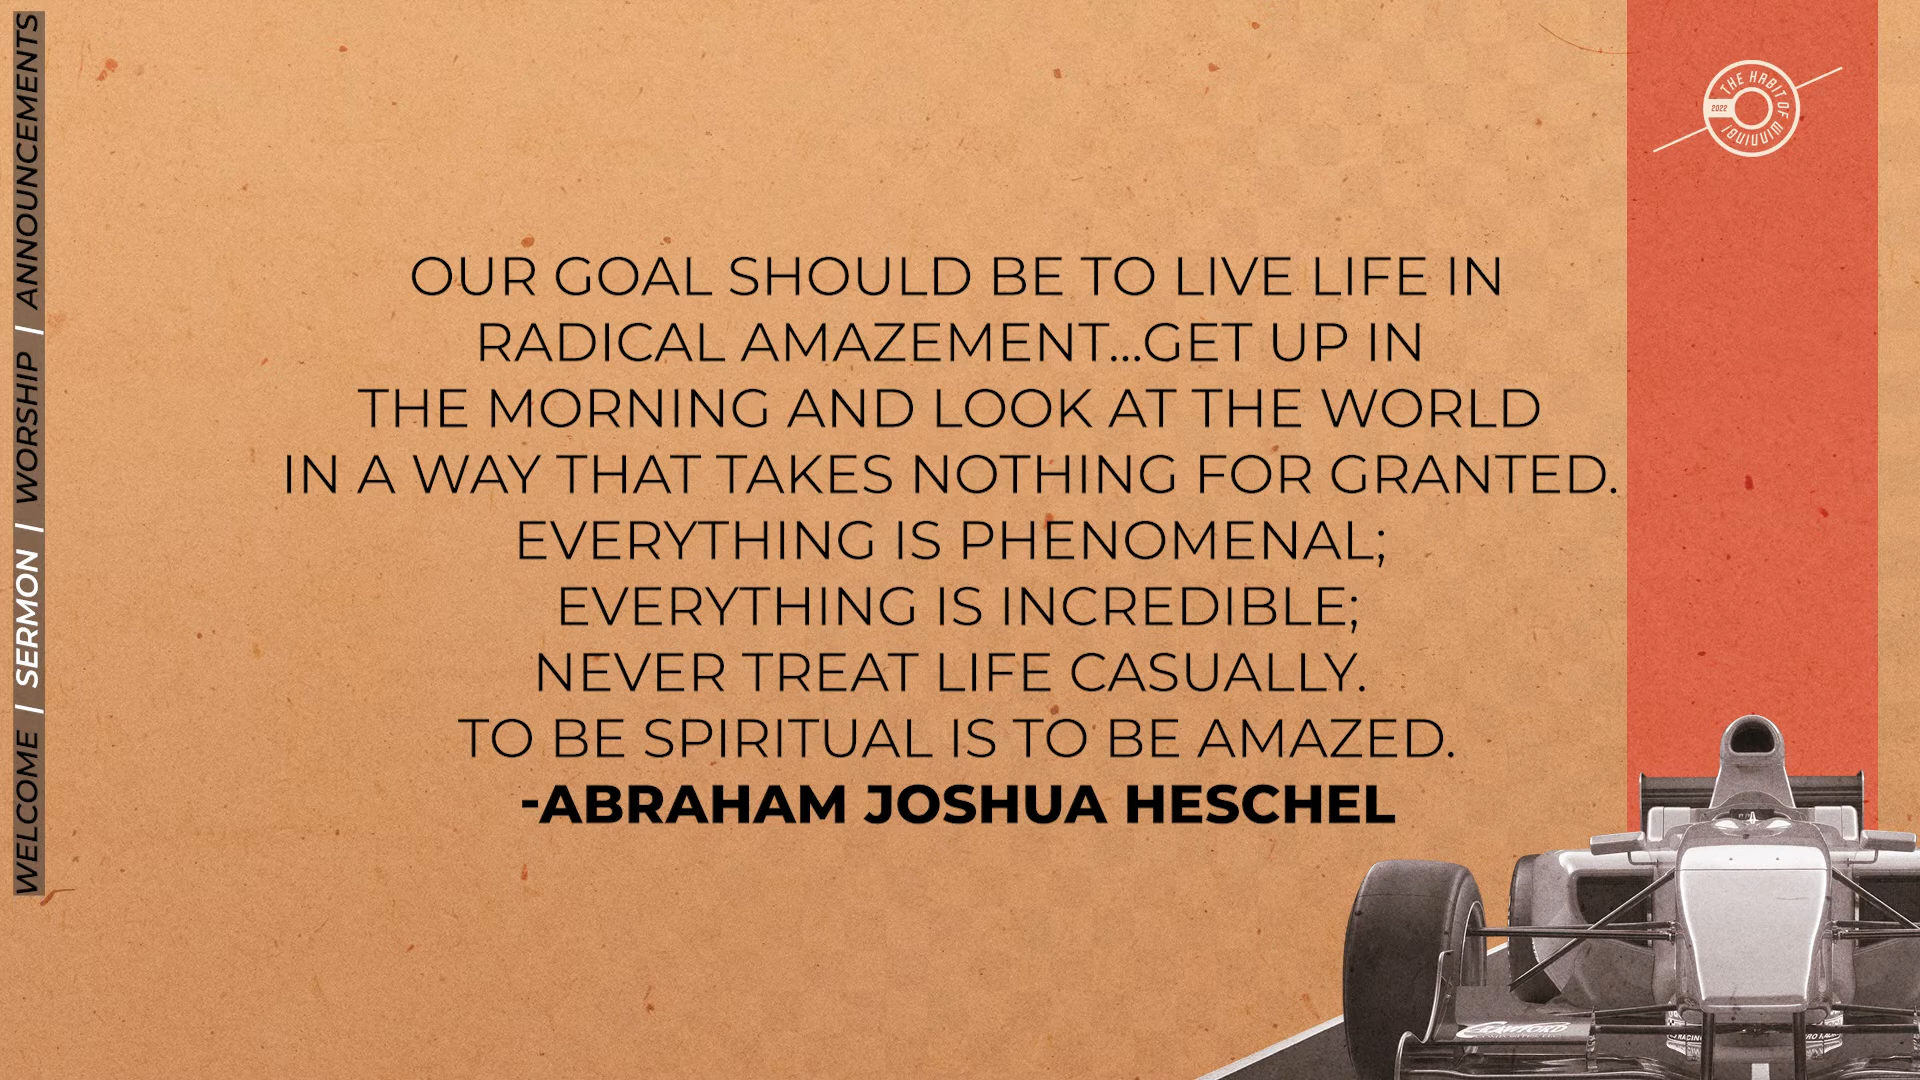 WELCOME | SERMON | WORSHIP | ANNOUNCEMENTS
THE HABIT OF WINNING!
2022
OUR GOAL SHOULD BE TO LIVE LIFE IN
RADICAL AMAZEMENT...GET UP IN
THE MORNING AND LOOK AT THE WORLD
IN A WAY THAT TAKES NOTHING FOR GRANTED.
EVERYTHING IS PHENOMENAL;
EVERYTHING IS INCREDIBLE;
NEVER TREAT LIFE CASUALLY.
TO BE SPIRITUAL IS TO BE AMAZED.
-ABRAHAM JOSHUA HESCHEL
CRAWFORD